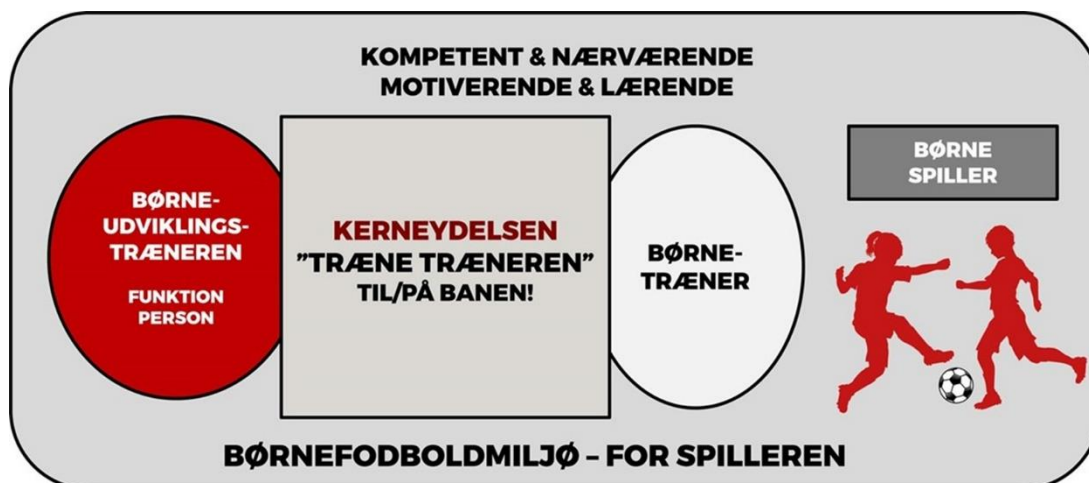 KOMPETENT & NÆRVÆRENDE
MOTIVERENDE & LÆRENDE
BØRNE-
UDVIKLINGS-
TRÆNEREN
FUNKTION
PERSON
KERNEYDELSEN
”TRÆNE TRÆNEREN”
TIL/PÅ BANEN!
BØRNE-
TRÆNER
BØRNE
SPILLER
BØRNEFODBOLDMILJØ – FOR SPILLEREN